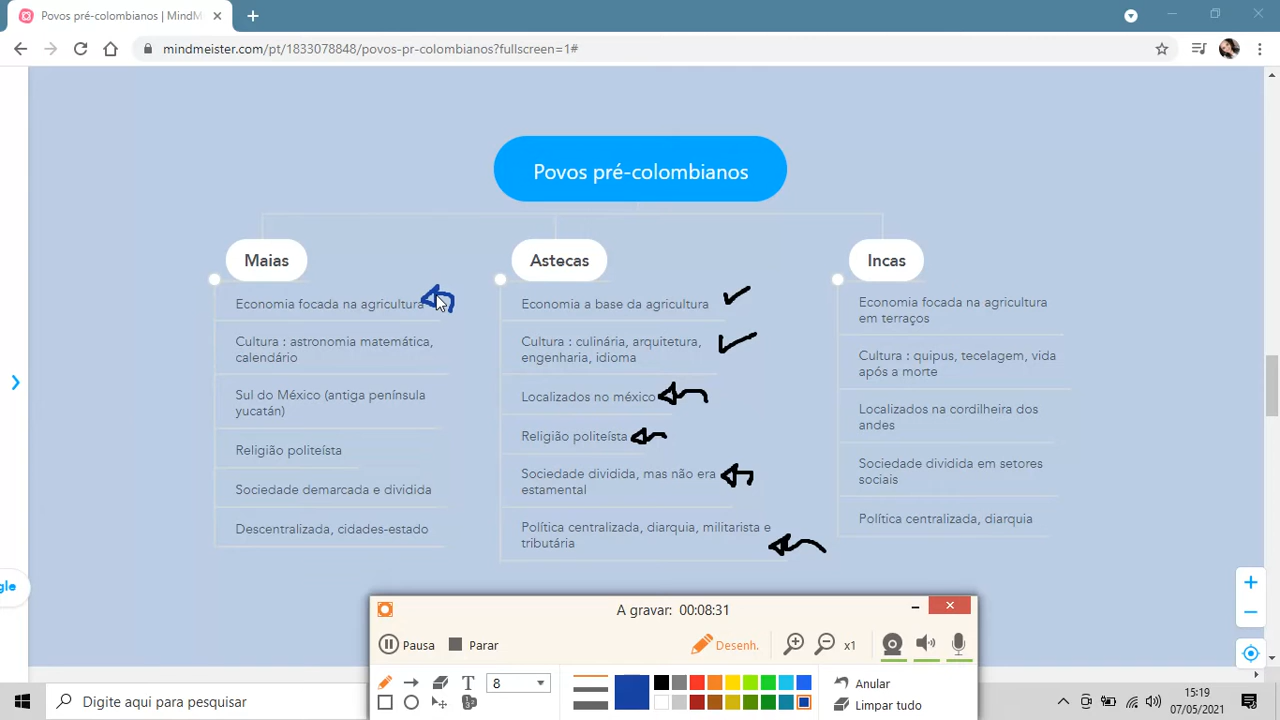 Povos pré-colombianos | MindM
mindmeister.com/pt/1833078848/povos-pr-colombianos?fullscreen=1#
Povos pré-colombianos
Maias
Economia focada na agricultura
Cultura : astronomia matemática,
calendário
Sul do México (antiga península
yucatán)
Religião politeísta
Sociedade demarcada e dividida
Descentralizada, cidades-estado
Astecas
Economia a base da agricultura
Cultura : culinária, arquitetura,
engenharia, idioma
Localizados no méxico
Religião politeísta
Sociedade dividida, mas não era
estamental
Política centralizada, diarquia, militarista e
tributária
Incas
Economia focada na agricultura
em terraços
Cultura : quipus, tecelagem, vida
após a morte
Localizados na cordilheira dos
andes
Sociedade dividida em setores
sociais
Política centralizada, diarquia
gle
A gravar: 00:08:31
Pausa
Parar
Desenh.
x1
T
8
Anular
Limpar tudo
Digite aqui para pesquisar
15:19
07/05/2021